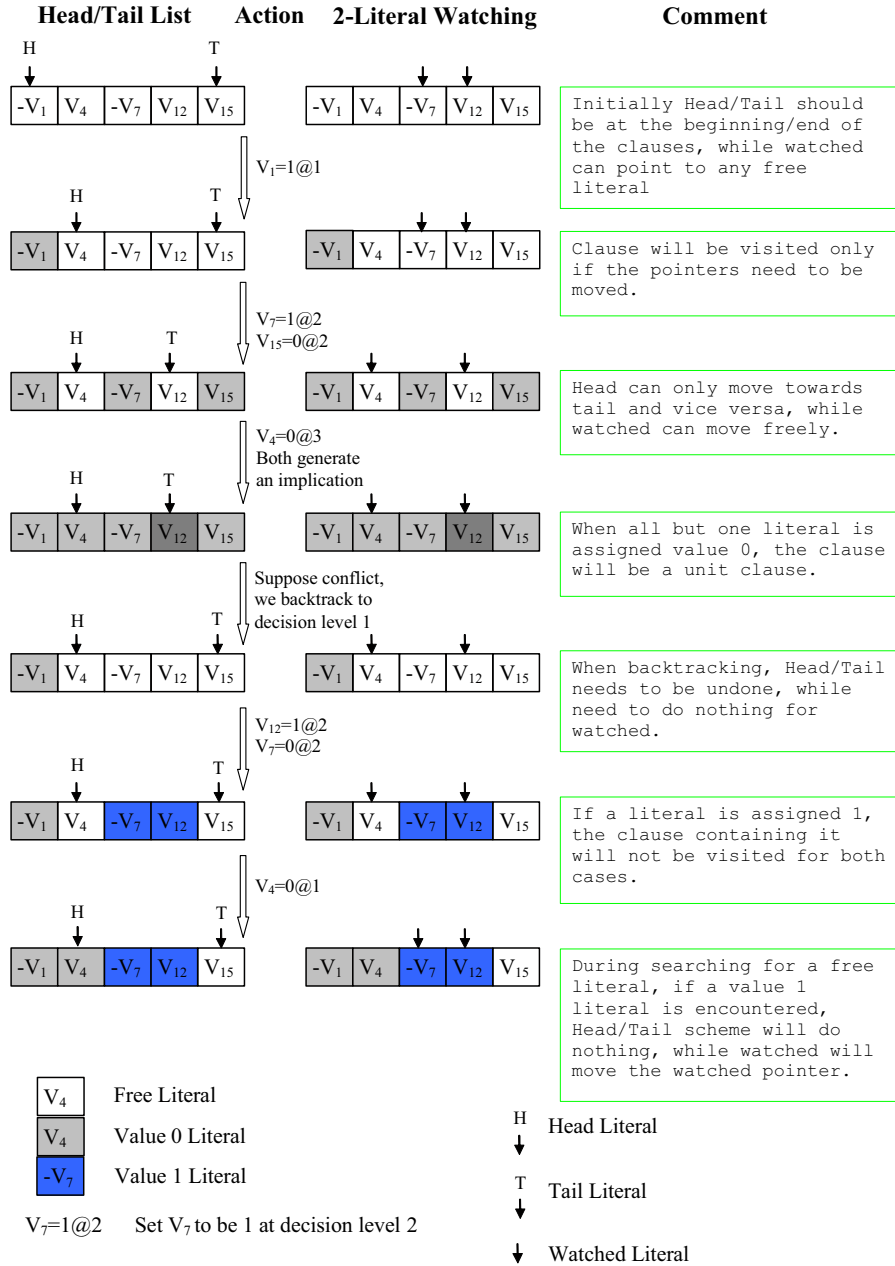 Head/Tail List Action 2-Literal Watching Comment
H T
-V₁ V₄ -V₇ V₁₂ V₁₅ -V₁ V₄ -V₇ V₁₂ V₁₅
Initially Head/Tail should
be at the beginning/end of
the clauses, while watched
can point to any free
literal
V₁=1@1
H T
-V₁ V₄ -V₇ V₁₂ V₁₅ -V₁ V₄ -V₇ V₁₂ V₁₅
Clause will be visited only
if the pointers need to be
moved.
V₇=1@2
V₁₅=0@2
H T
-V₁ V₄ -V₇ V₁₂ V₁₅ -V₁ V₄ -V₇ V₁₂ V₁₅
Head can only move towards
tail and vice versa, while
watched can move freely.
V₄=0@3
Both generate
an implication
H T
-V₁ V₄ -V₇ V₁₂ V₁₅ -V₁ V₄ -V₇ V₁₂ V₁₅
When all but one literal is
assigned value 0, the clause
will be a unit clause.
Suppose conflict,
we backtrack to
decision level 1
H T
-V₁ V₄ -V₇ V₁₂ V₁₅ -V₁ V₄ -V₇ V₁₂ V₁₅
When backtracking, Head/Tail
needs to be undone, while
need to do nothing for
watched.
V₁₂=1@2
V₇=0@2
H T
-V₁ V₄ -V₇ V₁₂ V₁₅ -V₁ V₄ -V₇ V₁₂ V₁₅
If a literal is assigned 1,
the clause containing it
will not be visited for both
cases.
V₄=0@1
H T
-V₁ V₄ -V₇ V₁₂ V₁₅ -V₁ V₄ -V₇ V₁₂ V₁₅
During searching for a free
literal, if a value 1
literal is encountered,
Head/Tail scheme will do
nothing, while watched will
move the watched pointer.
V₄ Free Literal
V₄ Value 0 Literal
-V₇ Value 1 Literal
V₇=1@2 Set V₇ to be 1 at decision level 2
H Head Literal
T Tail Literal
Watched Literal